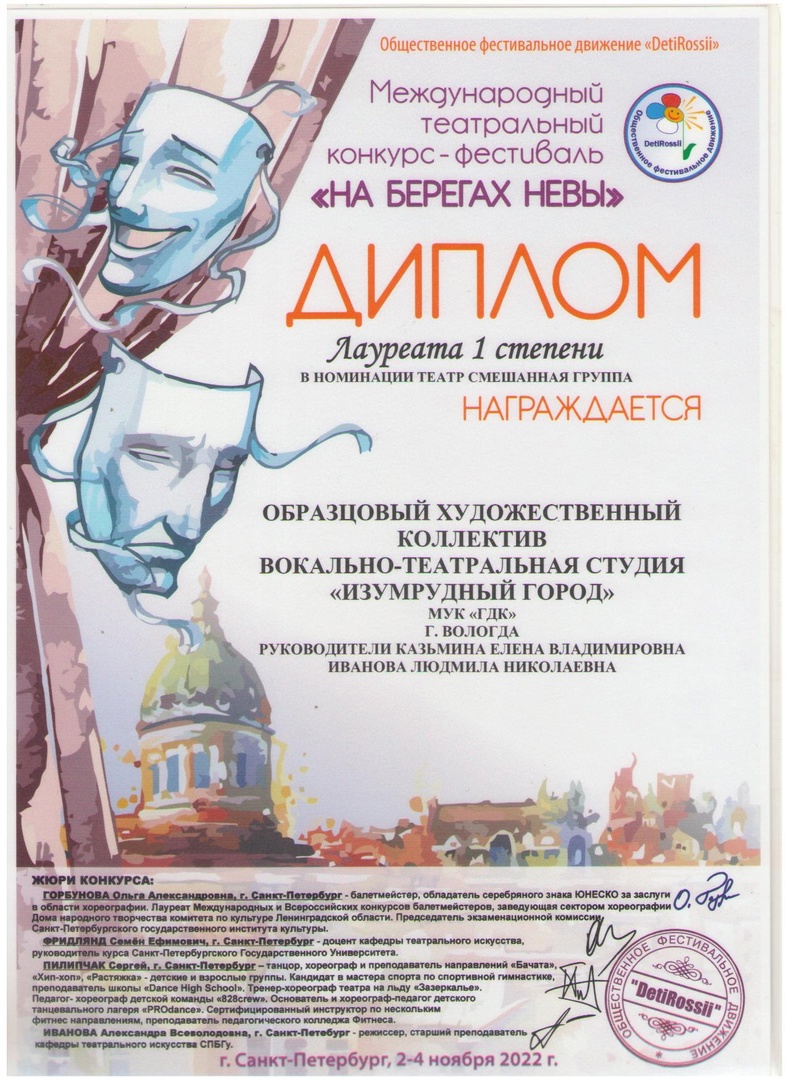 Общественное фестивальное движение «DetiRossii»
Международный
театральный
конкурс-фестиваль
«НА БЕРЕГАХ НЕВЫ»
Общественное фестивальное движение
DetiRossii
ДИПЛОМ
Лауреата 1 степени
В НОМИНАЦИИ ТЕАТР СМЕШАННАЯ ГРУППА
НАГРАЖДАЕТСЯ
ОБРАЗЦОВЫЙ ХУДОЖЕСТВЕННЫЙ
КОЛЛЕКТИВ
ВОКАЛЬНО-ТЕАТРАЛЬНАЯ СТУДИЯ
«ИЗУМРУДНЫЙ ГОРОД»
МУК «ГДК»
Г. ВОЛОГДА
РУКОВОДИТЕЛИ КАЗЬМИНА ЕЛЕНА ВЛАДИМИРОВНА
ИВАНОВА ЛЮДМИЛА НИКОЛАЕВНА
ЖЮРИ КОНКУРСА:
ГОРБУНОВА Ольга Александровна, г. Санкт-Петербург - балетмейстер, обладатель серебряного знака ЮНЕСКО за заслуги
в области хореографии. Лауреат Международных и Всероссийских конкурсов балетмейстеров, заведующая сектором хореографии
Дома народного творчества комитета по культуре Ленинградской области. Председатель экзаменационной комиссии
Санкт-Петербургского государственного института культуры.
ФРИДЛЯНД Семён Ефимович, г. Санкт-Петербург - доцент кафедры театрального искусства,
руководитель курса Санкт-Петербургского Государственного Университета.
ПИЛИПЧАК Сергей, г. Санкт-Петербург – танцор, хореограф и преподаватель направлений «Бачата»,
«Хип-хоп», «Растяжка» - детские и взрослые группы. Кандидат в мастера спорта по спортивной гимнастике,
преподаватель школы «Dance High School». Тренер-хореограф театра на льду «Зазеркалье».
Педагог- хореограф детской команды «828crew». Основатель и хореограф-педагог детского
танцевального лагеря «PROdance». Сертифицированный инструктор по нескольким
фитнес направлениям, преподаватель педагогического колледжа Фитнеса.
ИВАНОВА Александра Всеволодовна, г. Санкт-Петебург - режиссер, старший преподаватель
кафедры театрального искусства СПБГу.
ОБЩЕСТВЕННОЕ ФЕСТИВАЛЬНОЕ ДВИЖЕНИЕ
"DetiRossii"
г. Санкт-Петербург, 2-4 ноября 2022 г.